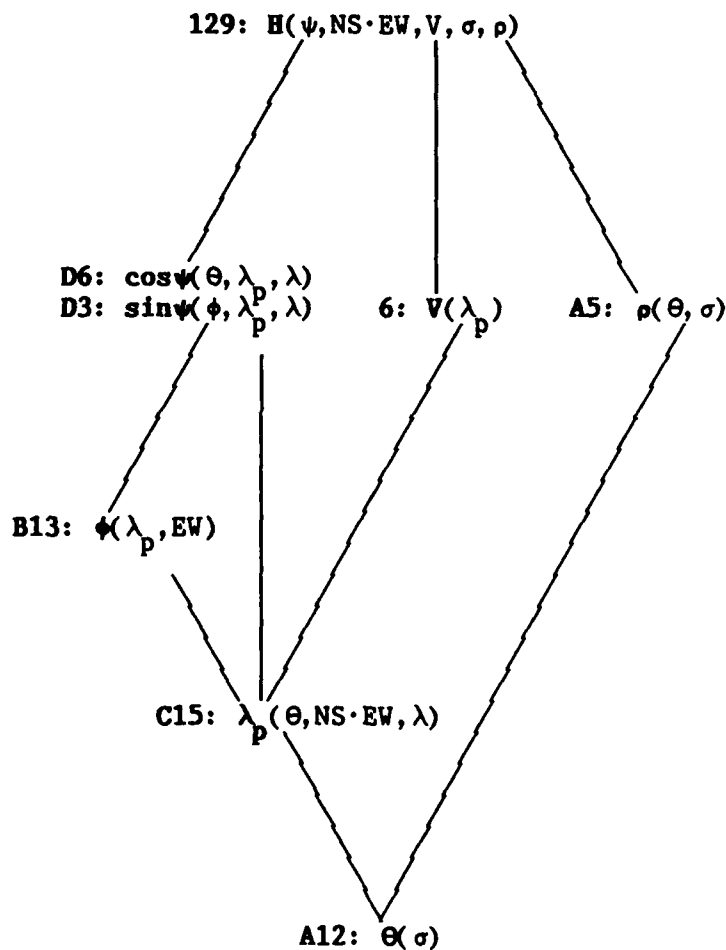 129: H(ψ,NS·EW,V,σ,ρ)
D6: cosψ(θ,λp,λ)
D3: sinψ(ϕ,λp,λ)
6: V(λp)
A5: ρ(θ,σ)
B13: ϕ(λp,EW)
C15: λp(θ,NS·EW,λ)
A12: θ(σ)